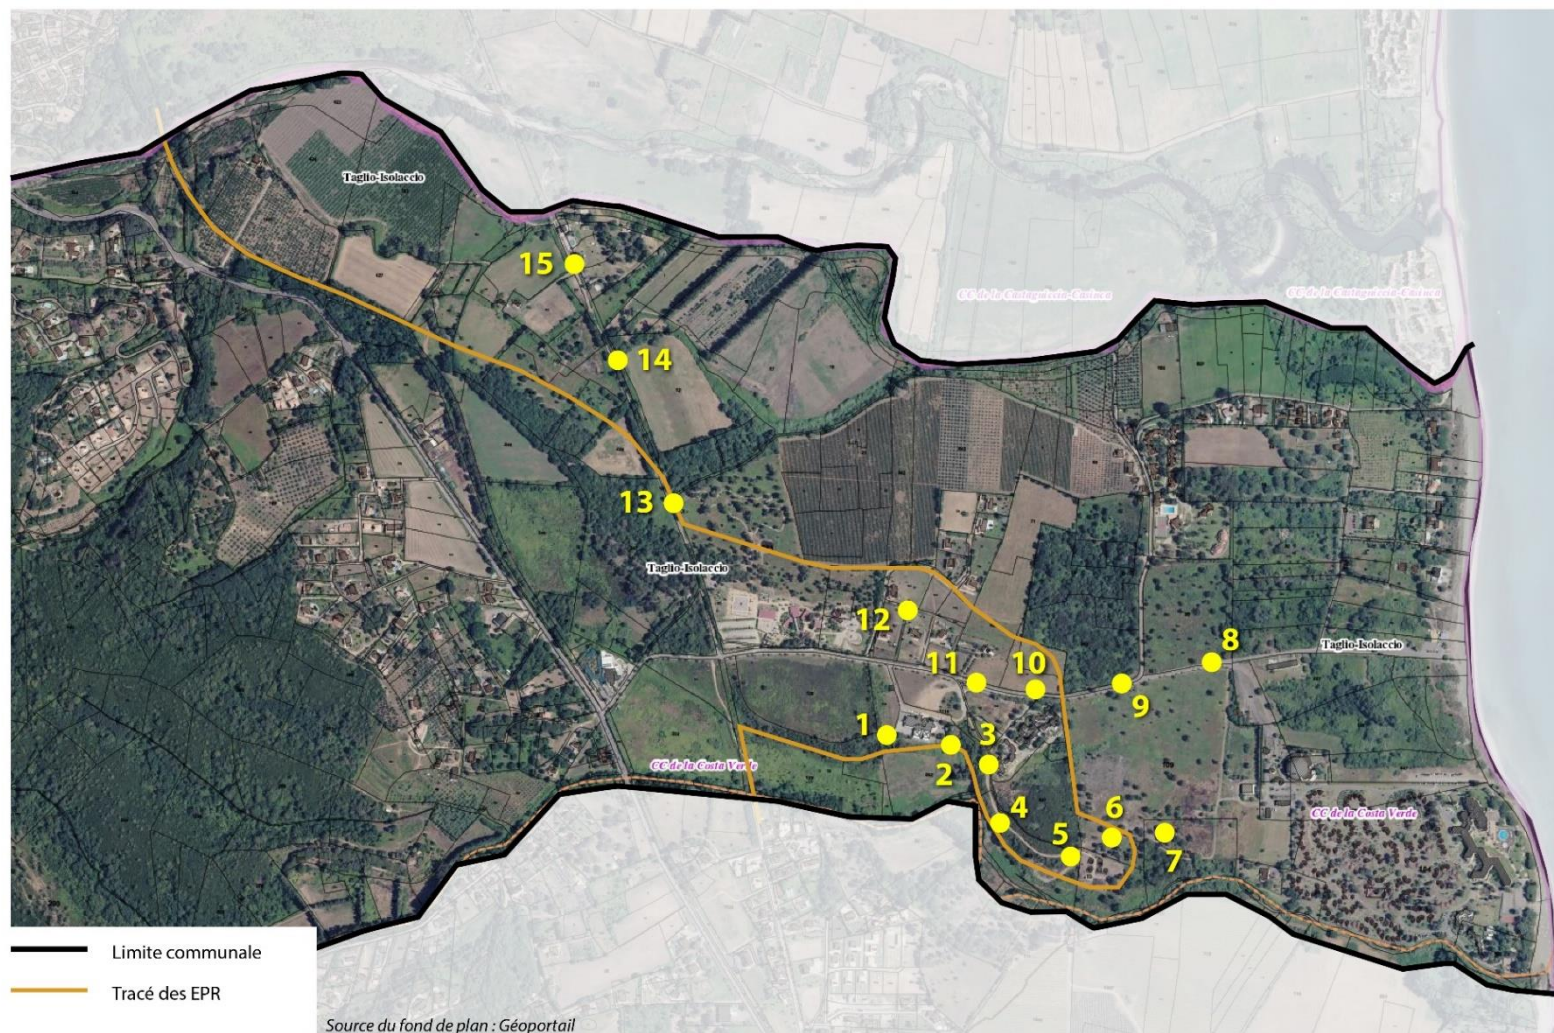 Taglio-Isolaccio
15
CC de la Castagniccia-Casinca
CC de la Castagniccia-Casinca
14
13
Taglio-Isolaccio
12
8
Taglio-Isolaccio
11
10
9
1
3
2
CC de la Costa Verde
4
6
5
7
CC de la Costa Verde
Limite communale
Tracé des EPR
Source du fond de plan : Géoportail